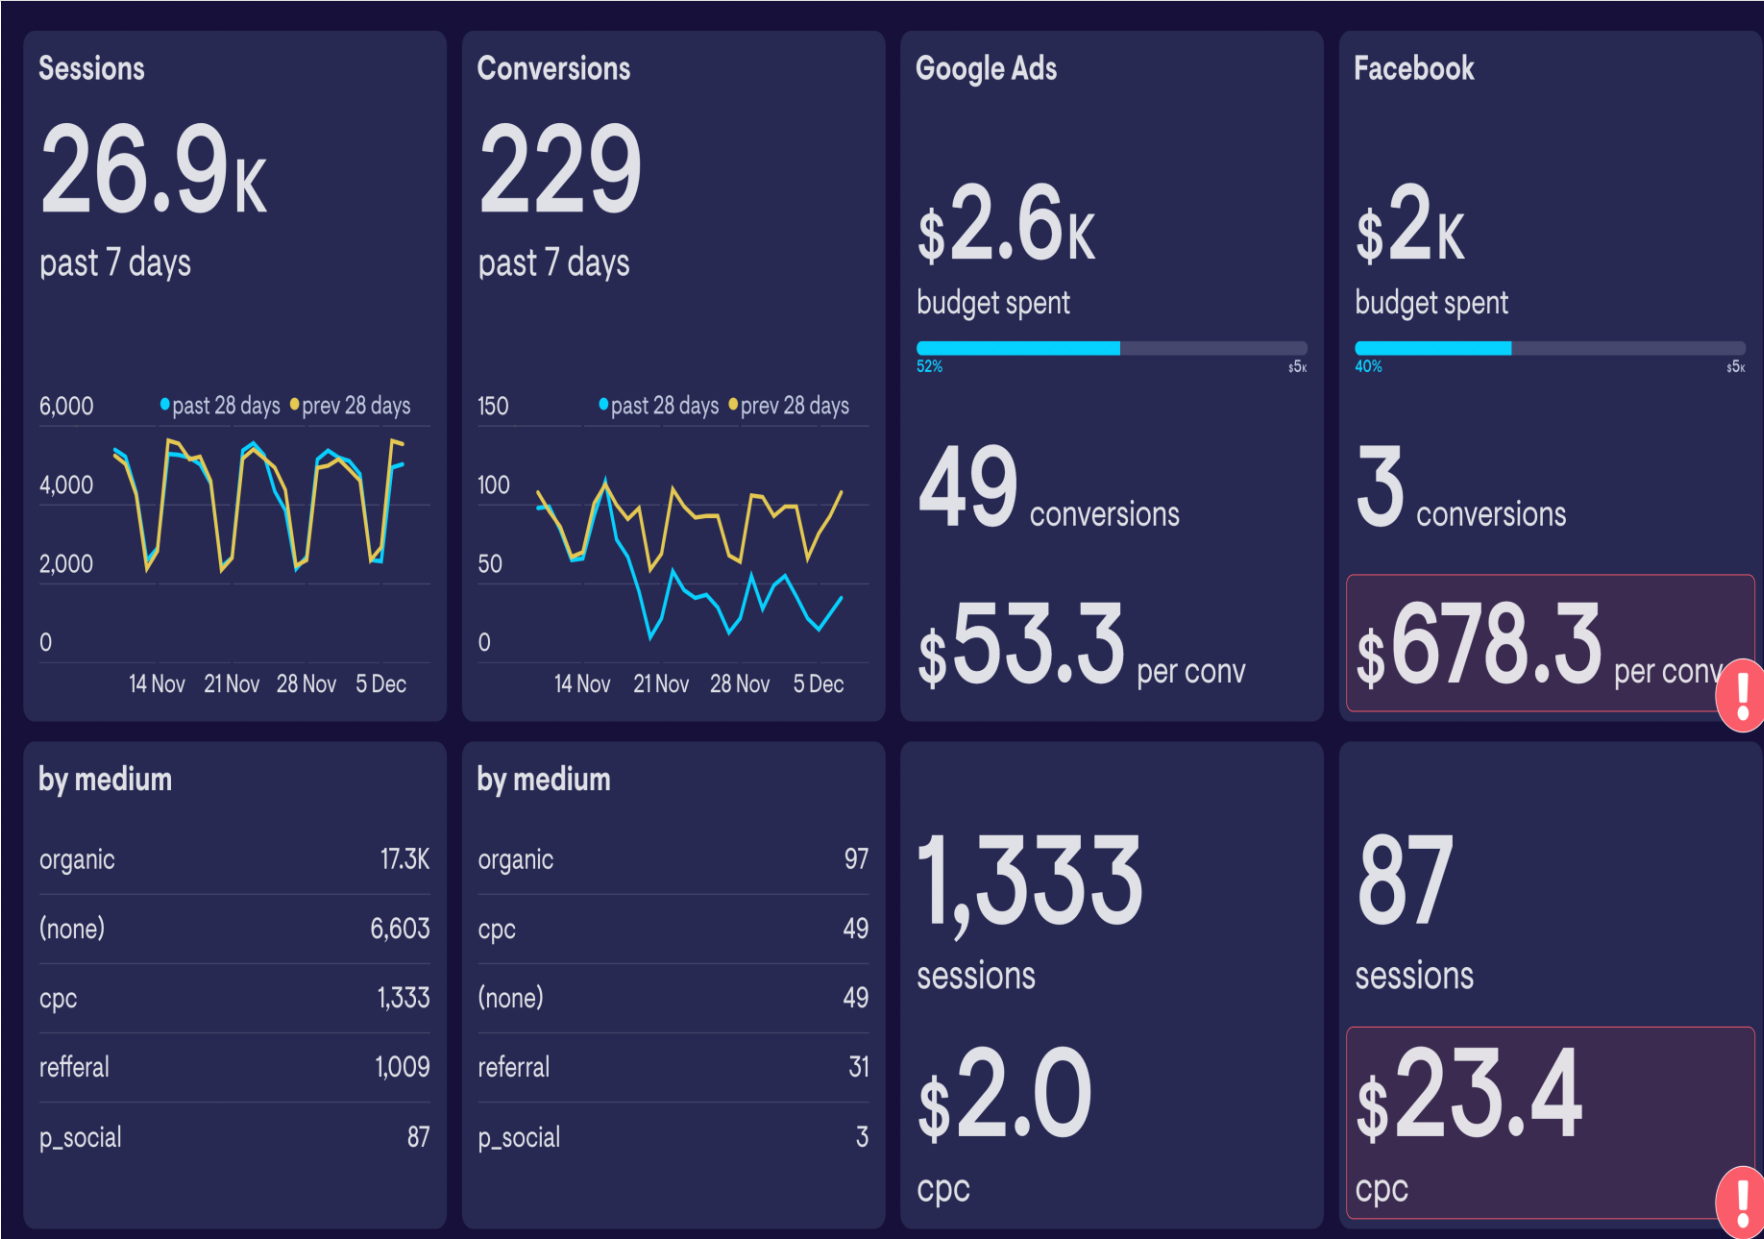 Sessions
26.9K
past 7 days
6,000
past 28 days prev 28 days
4,000
2,000
0
14 Nov 21 Nov 28 Nov 5 Dec
Conversions
229
past 7 days
150
past 28 days prev 28 days
100
50
0
14 Nov 21 Nov 28 Nov 5 Dec
Google Ads
$2.6K
budget spent
52% $5K
49 conversions
$53.3 per conv
Facebook
$2K
budget spent
40% $5K
3 conversions
$678.3 per conv
!
by medium
organic 17.3K
(none) 6,603
cpc 1,333
refferal 1,009
p_social 87
by medium
organic 97
cpc 49
(none) 49
referral 31
p_social 3
1,333
sessions
$2.0
cpc
87
sessions
$23.4
cpc
!